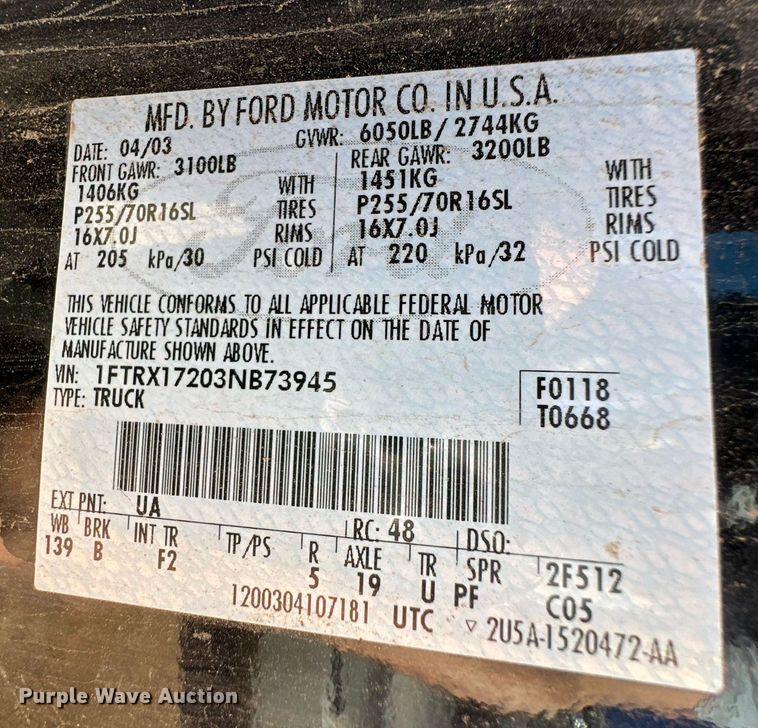 MFD. BY FORD MOTOR CO. IN U.S.A.
DATE: 04/03 GVWR: 6050LB/ 2744KG
FRONT GAWR: 3100LB REAR GAWR: 3200LB
1406KG WITH 1451KG WITH
P255/70R16SL TIRES P255/70R16SL TIRES
16X7.0J RIMS 16X7.0J RIMS
AT 205 kPa/30 PSI COLD AT 220 kPa/32 PSI COLD
THIS VEHICLE CONFORMS TO ALL APPLICABLE FEDERAL MOTOR
VEHICLE SAFETY STANDARDS IN EFFECT ON THE DATE OF
MANUFACTURE SHOWN ABOVE.
VIN: 1FTRX17203NB73945 F0118
TYPE: TRUCK T0668
EXT PNT: UA RC: 48 DSO:
WB BRK INT TR TP/PS R AXLE TR SPR 2F512
139 B F2 5 19 U PF C05
1200304107181 UTC ▽ 2U5A-1520472-AA
Purple Wave Auction